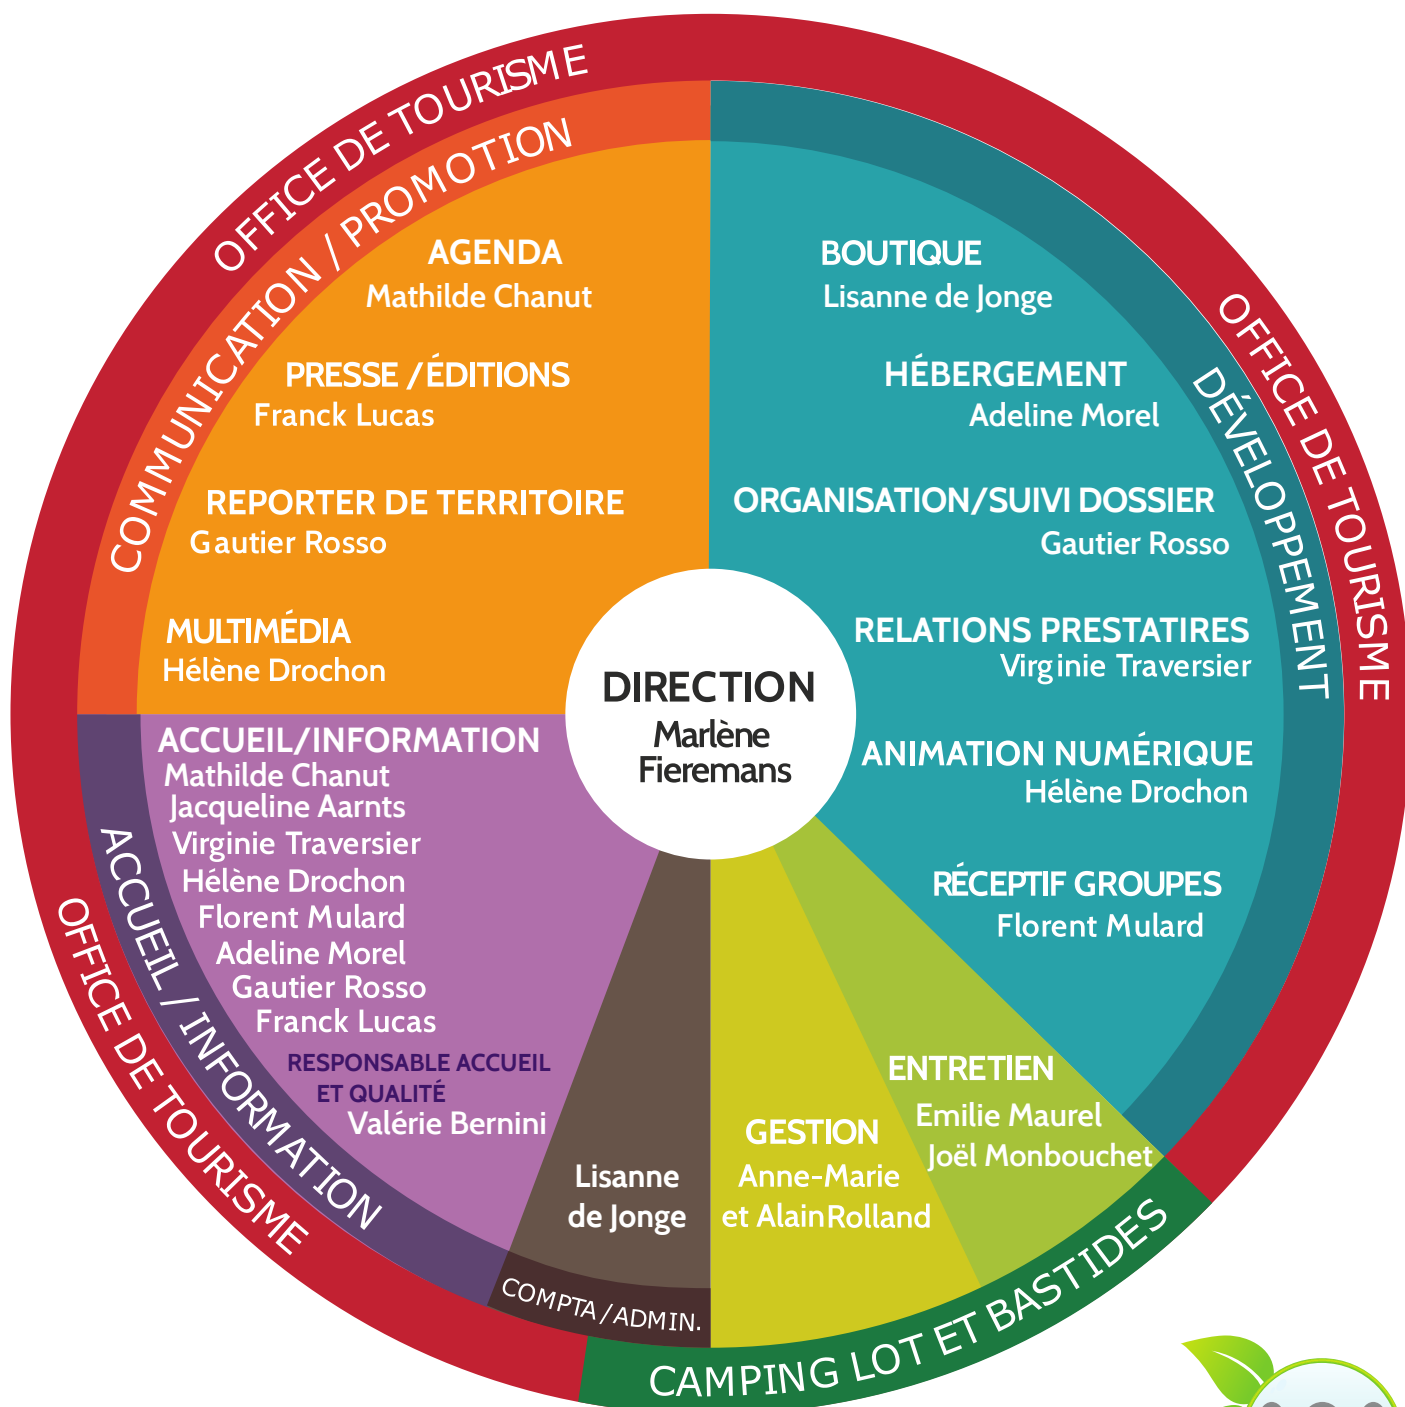 OFFICE DE TOURISME
COMMUNICATION / PROMOTION
AGENDA
Mathilde Chanut
PRESSE / ÉDITIONS
Franck Lucas
REPORTER DE TERRITOIRE
Gautier Rosso
MULTIMÉDIA
Hélène Drochon
OFFICE DE TOURISME
DÉVELOPPEMENT
BOUTIQUE
Lisanne de Jonge
HÉBERGEMENT
Adeline Morel
ORGANISATION/SUIVI DOSSIER
Gautier Rosso
RELATIONS PRESTATIRES
Virginie Traversier
ANIMATION NUMÉRIQUE
Hélène Drochon
RÉCEPTIF GROUPES
Florent Mulard
DIRECTION
Marlène
Fieremans
OFFICE DE TOURISME
ACCUEIL / INFORMATION
ACCUEIL/INFORMATION
Mathilde Chanut
Jacqueline Aarnts
Virginie Traversier
Hélène Drochon
Florent Mulard
Adeline Morel
Gautier Rosso
Franck Lucas
RESPONSABLE ACCUEIL
ET QUALITÉ
Valérie Bernini
Lisanne
de Jonge
COMPTA/ADMIN.
GESTION
Anne-Marie
et Alain Rolland
ENTRETIEN
Emilie Maurel
Joël Monbouchet
CAMPING LOT ET BASTIDES